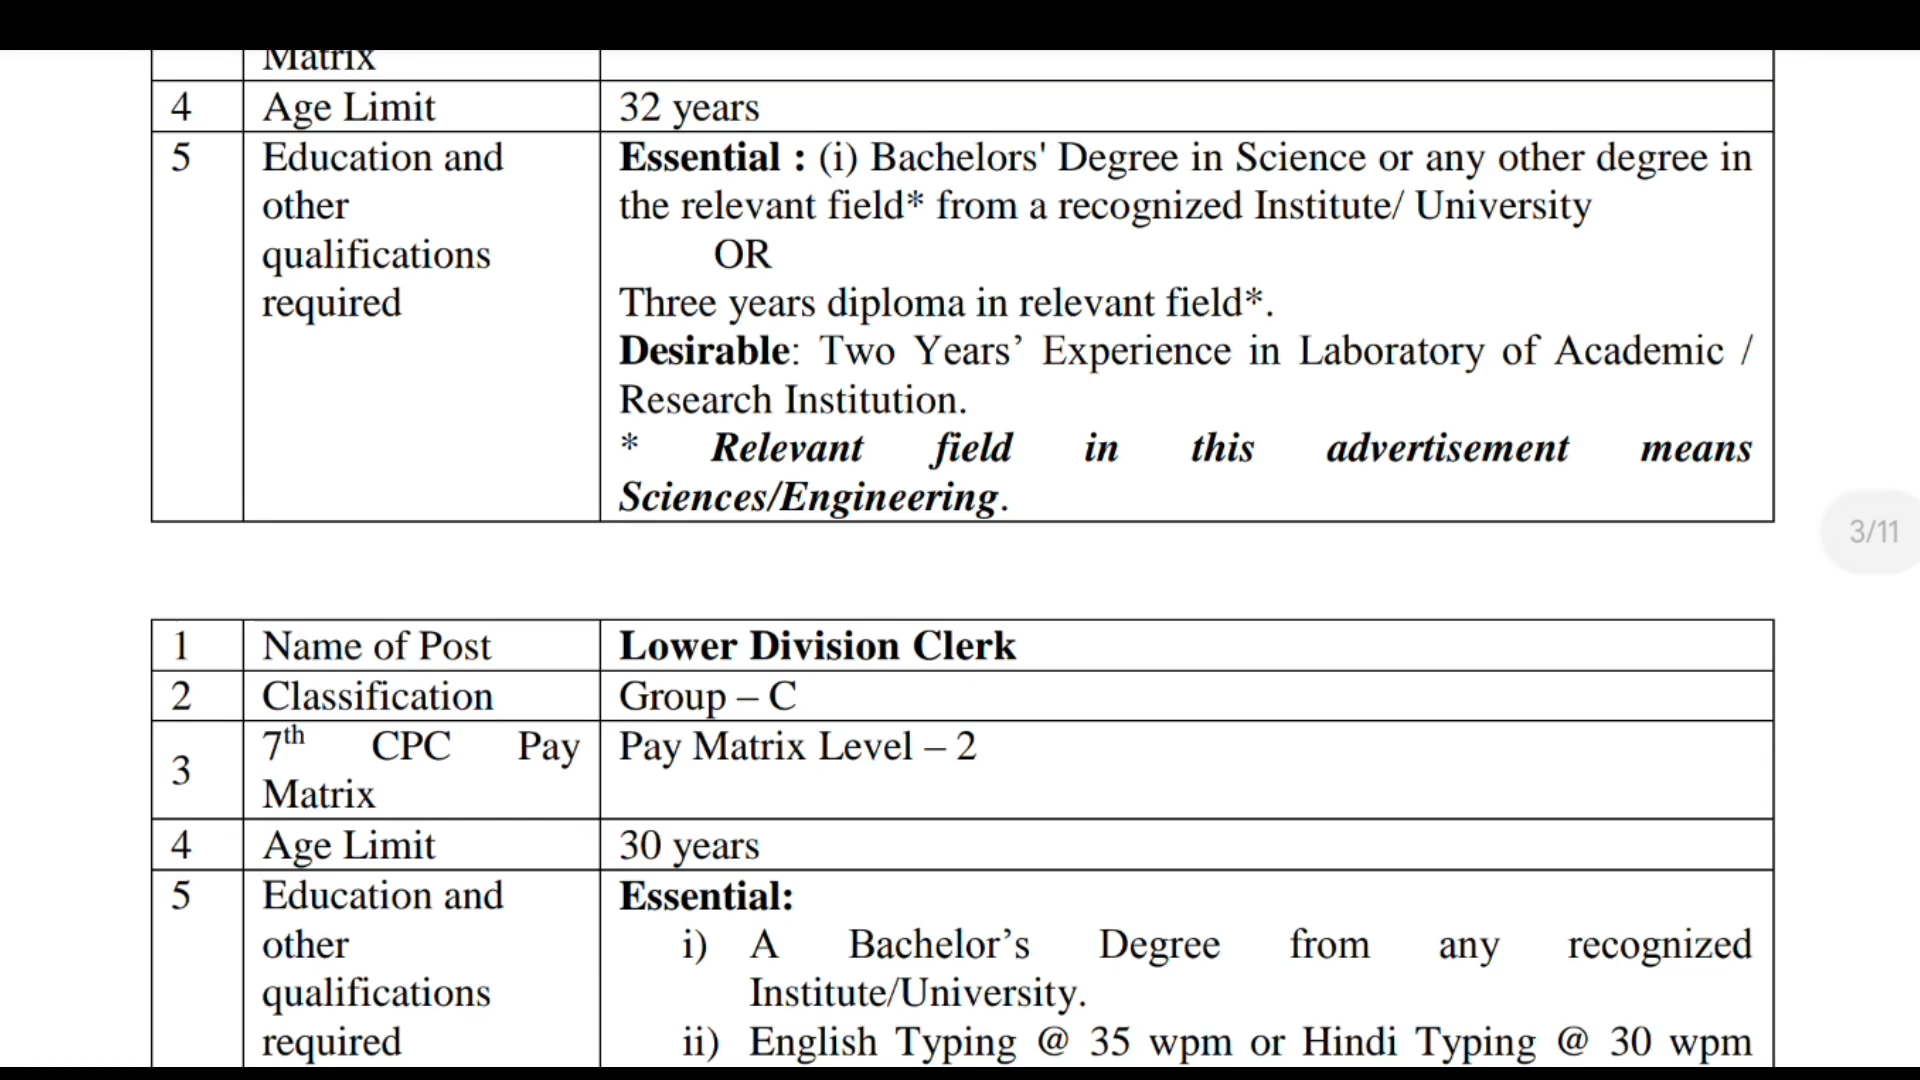 Matrix
4 Age Limit 32 years
5 Education and other qualifications required
Essential : (i) Bachelors' Degree in Science or any other degree in
the relevant field* from a recognized Institute/ University
OR
Three years diploma in relevant field*.
Desirable: Two Years’ Experience in Laboratory of Academic /
Research Institution.
* Relevant field in this advertisement means
Sciences/Engineering.
3/11
1 Name of Post Lower Division Clerk
2 Classification Group – C
3 7th CPC Pay Matrix Pay Matrix Level – 2
4 Age Limit 30 years
5 Education and other qualifications required
Essential:
i) A Bachelor’s Degree from any recognized
Institute/University.
ii) English Typing @ 35 wpm or Hindi Typing @ 30 wpm